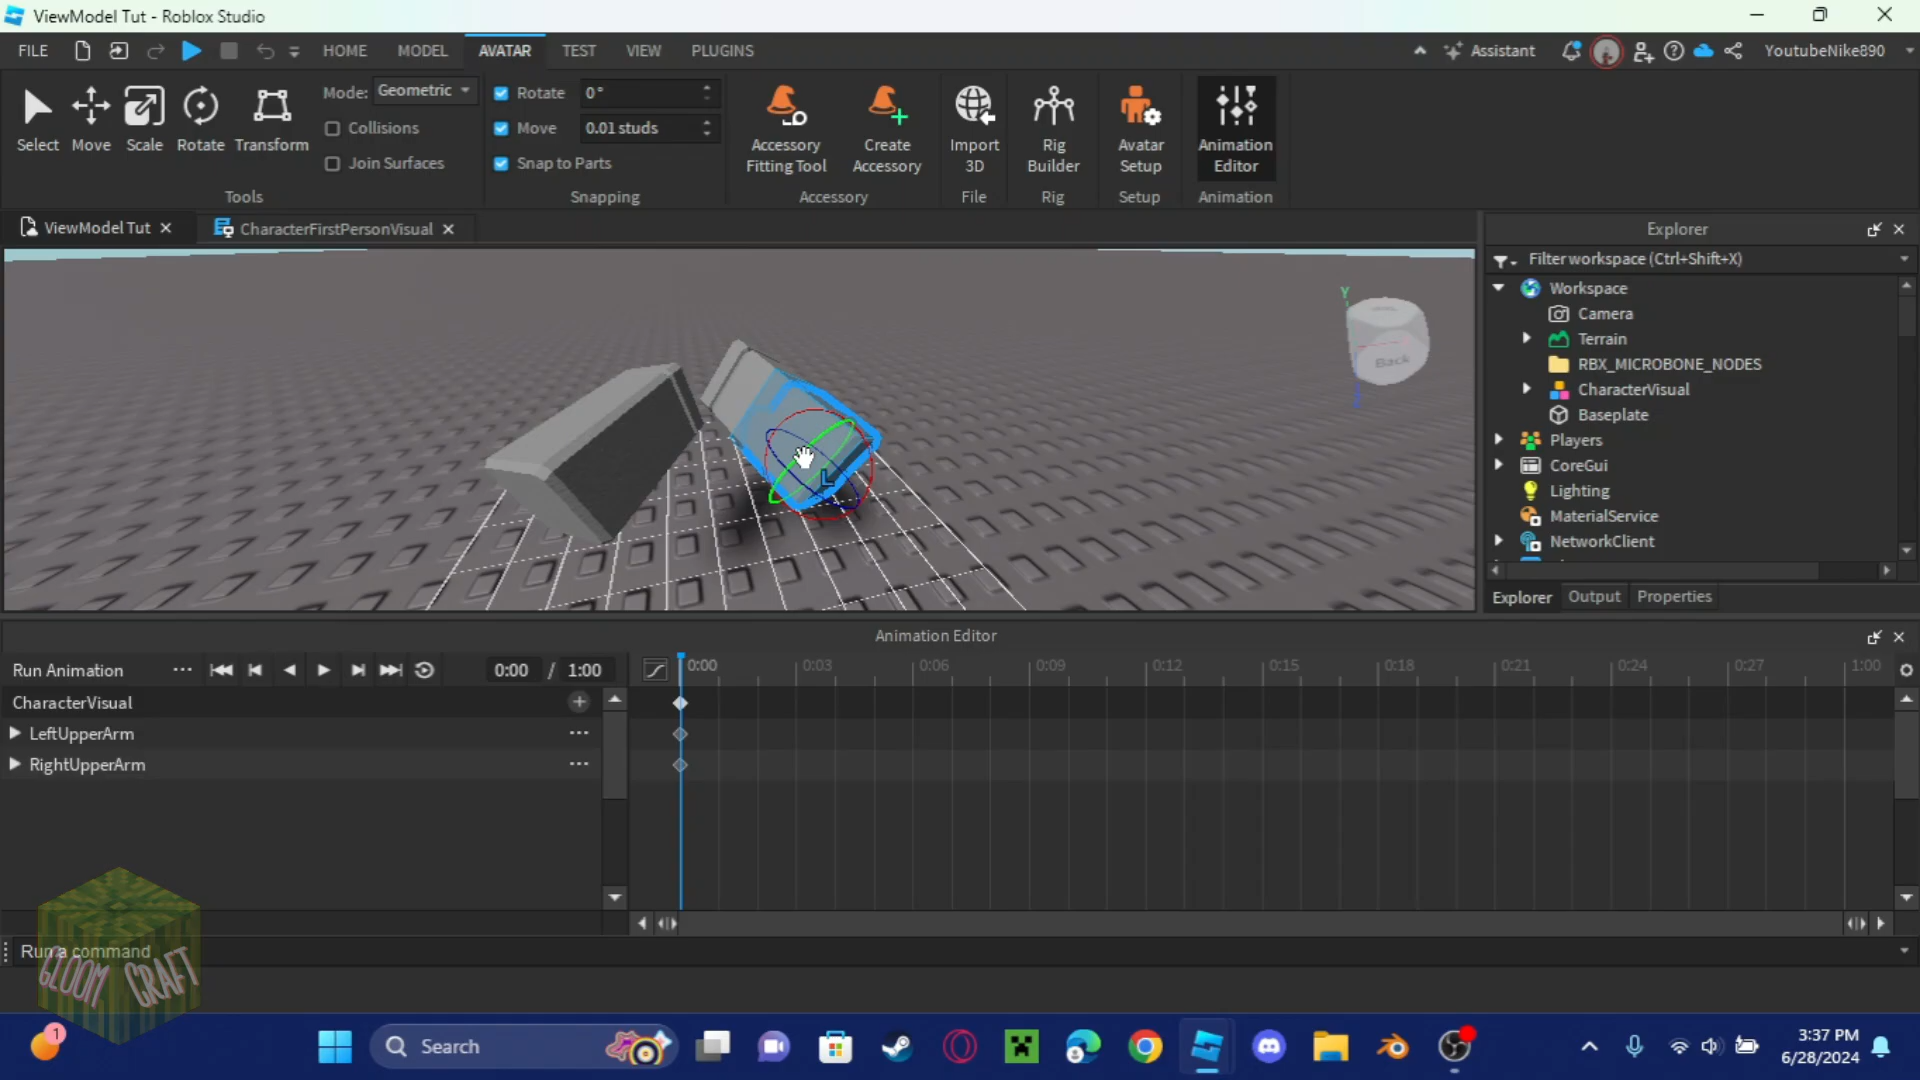 ViewModel Tut - Roblox Studio
FILE HOME MODEL AVATAR TEST VIEW PLUGINS Assistant YoutubeNike890
Select Move Scale Rotate Transform
Mode: Geometric
Collisions
Join Surfaces
Tools
Rotate 0°
Move 0.01 studs
Snap to Parts
Snapping
Accessory Fitting Tool
Create Accessory
Accessory
Import 3D
File
Rig Builder
Rig
Avatar Setup
Setup
Animation Editor
Animation
ViewModel Tut CharacterFirstPersonVisual
Y
Back
L
Explorer
Filter workspace (Ctrl+Shift+X)
Workspace
Camera
Terrain
RBX_MICROBONE_NODES
CharacterVisual
Baseplate
Players
CoreGui
Lighting
MaterialService
NetworkClient
Explorer Output Properties
Animation Editor
Run Animation 0:00 / 1:00 0:00 0:03 0:06 0:09 0:12 0:15 0:18 0:21 0:24 0:27 1:00
CharacterVisual
LeftUpperArm
RightUpperArm
Run a command
GLOOM CRAFT
1 Search 3:37 PM
6/28/2024